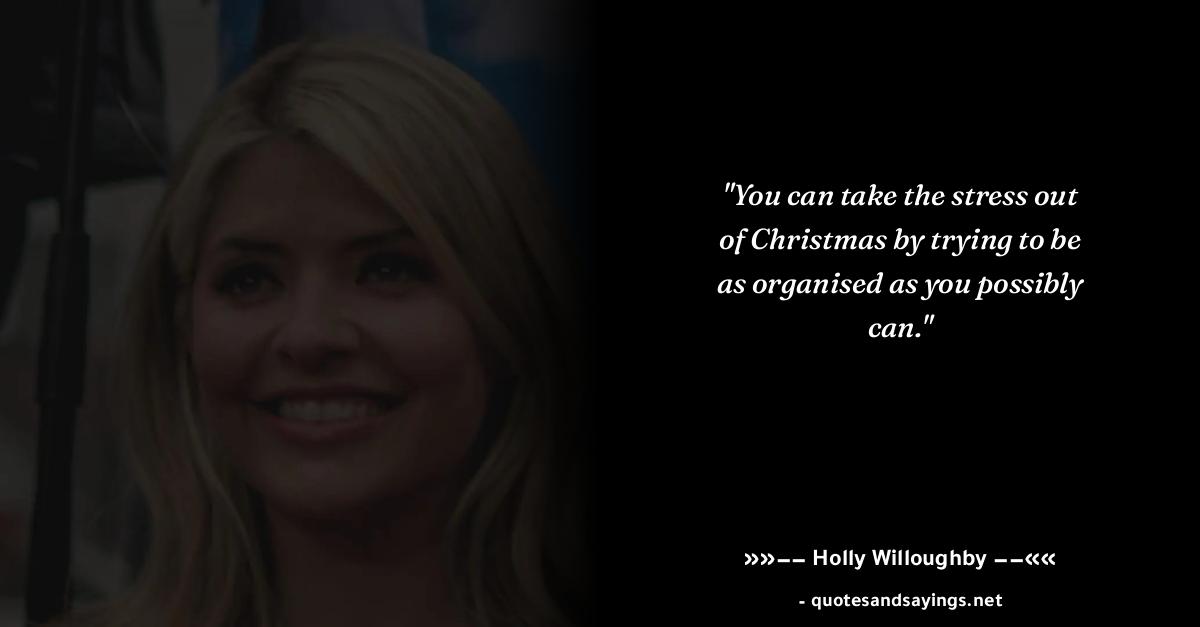 "You can take the stress out
of Christmas by trying to be
as organised as you possibly
can."
»»–– Holly Willoughby ––««
- quotesandsayings.net